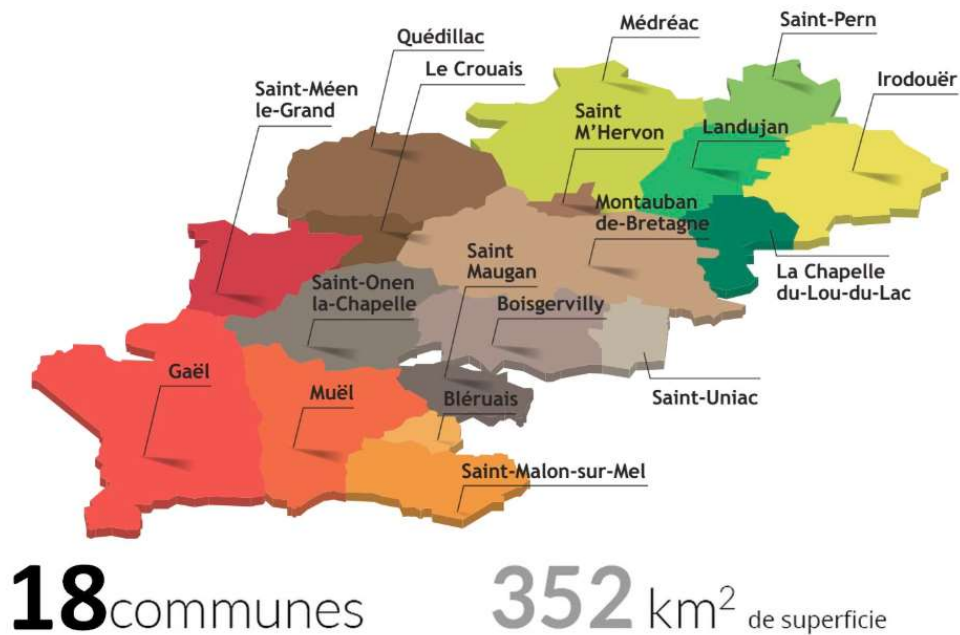 Saint-Pern
Médréac
Quédillac
Le Crouais
Irodouër
Saint-Méen
le-Grand
Saint
M'Hervon
Landujan
Montauban
de-Bretagne
Saint
Maugan
La Chapelle
du-Lou-du-Lac
Saint-Onen
la-Chapelle
Boisgervilly
Gaël
Muël
Bléruais
Saint-Uniac
Saint-Malon-sur-Mel
18 communes
352 km² de superficie